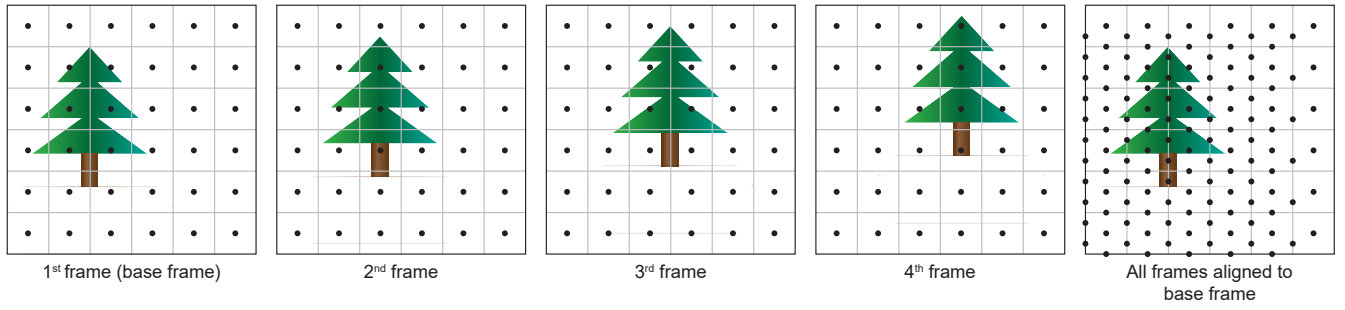 1st frame (base frame)
2nd frame
3rd frame
4th frame
All frames aligned to
base frame